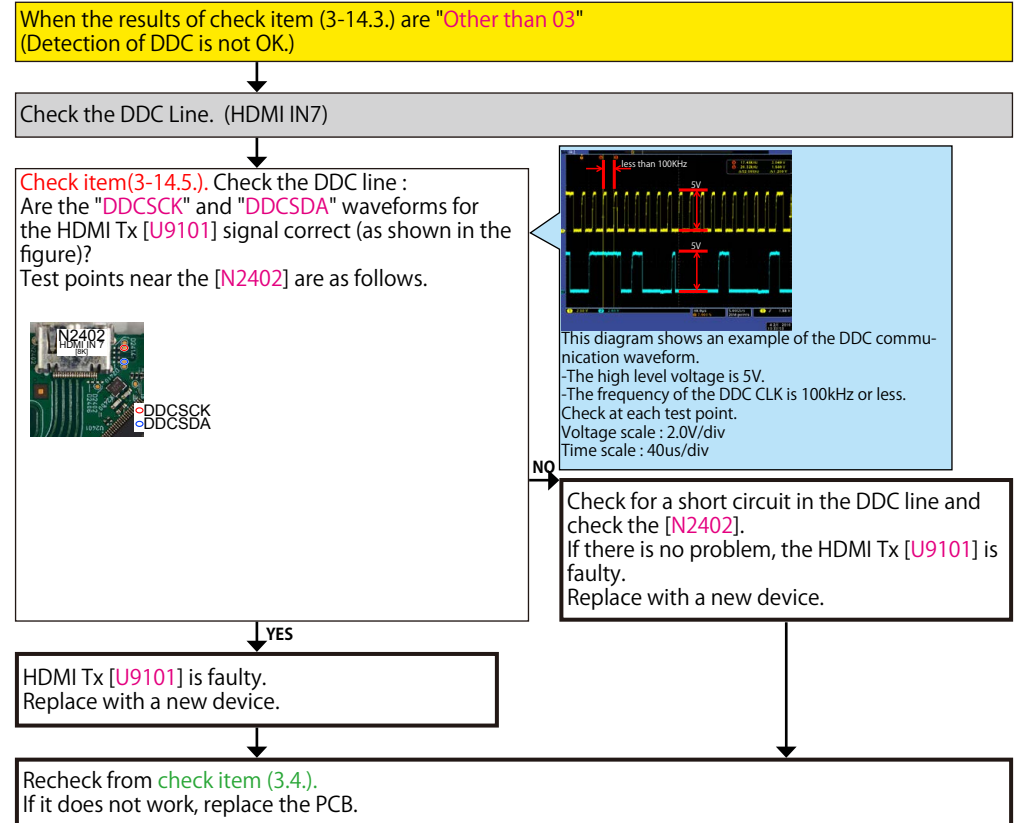 When the results of check item (3-14.3.) are "Other than 03"
(Detection of DDC is not OK.)
Check the DDC Line. (HDMI IN7)
Check item(3-14.5.). Check the DDC line :
Are the "DDCSCK" and "DDCSDA" waveforms for
the HDMI Tx [U9101] signal correct (as shown in the
figure)?
Test points near the [N2402] are as follows.
N2402
HDMI IN 7
[8K]
DDCSCK
DDCSDA
less than 100KHz
5V
5V
This diagram shows an example of the DDC commu-
nication waveform.
-The high level voltage is 5V.
-The frequency of the DDC CLK is 100kHz or less.
Check at each test point.
Voltage scale : 2.0V/div
Time scale : 40us/div
NO
Check for a short circuit in the DDC line and
check the [N2402].
If there is no problem, the HDMI Tx [U9101] is
faulty.
Replace with a new device.
YES
HDMI Tx [U9101] is faulty.
Replace with a new device.
Recheck from check item (3.4.).
If it does not work, replace the PCB.